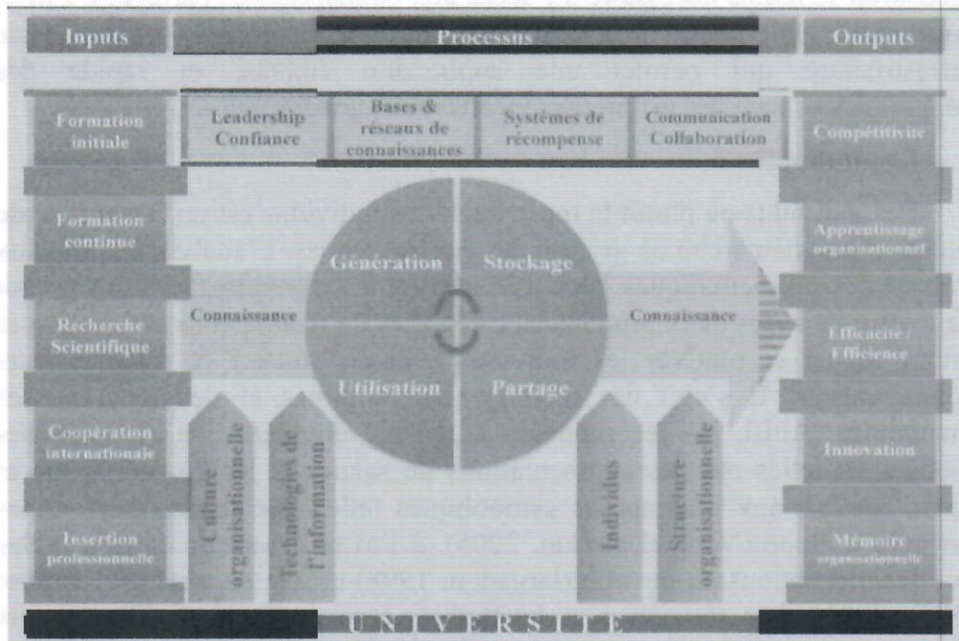 Inputs
Processus
Outputs
Formation
initiale
Formation
continue
Recherche
Scientifique
Coopération
internationale
Insertion
professionnelle
Leadership
Confiance
Bases &
réseaux de
connaissances
Systèmes de
récompense
Communication
Collaboration
Génération
Stockage
Utilisation
Partage
Connaissance
Connaissance
Culture
organisationnelle
Technologies de
l'information
Individus
Structure
organisationnelle
Compétitivité
Apprentissage
organisationnel
Efficacité /
Efficience
Innovation
Mémoire
organisationnelle
UNIVERSITE